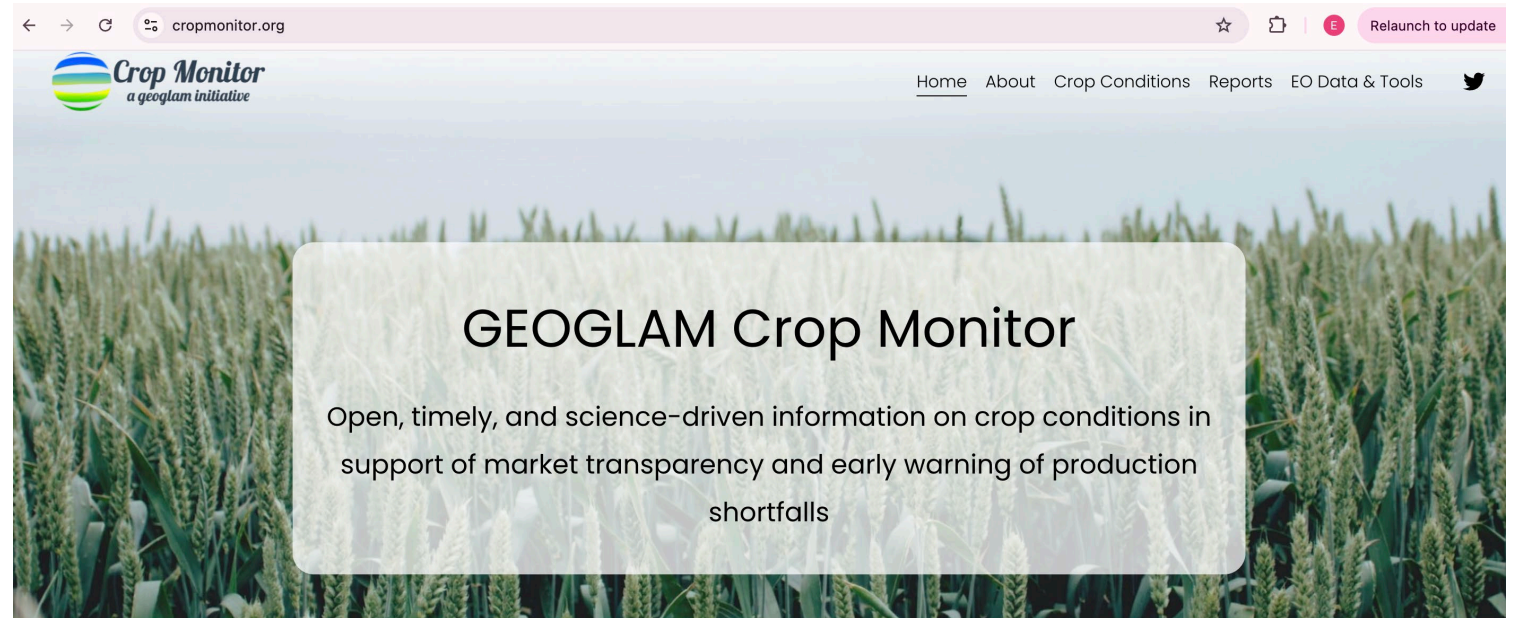 cropmonitor.org
E
Relaunch to update
Crop Monitor
a geoglam initiative
Home About Crop Conditions Reports EO Data & Tools
GEOGLAM Crop Monitor
Open, timely, and science-driven information on crop conditions in
support of market transparency and early warning of production
shortfalls